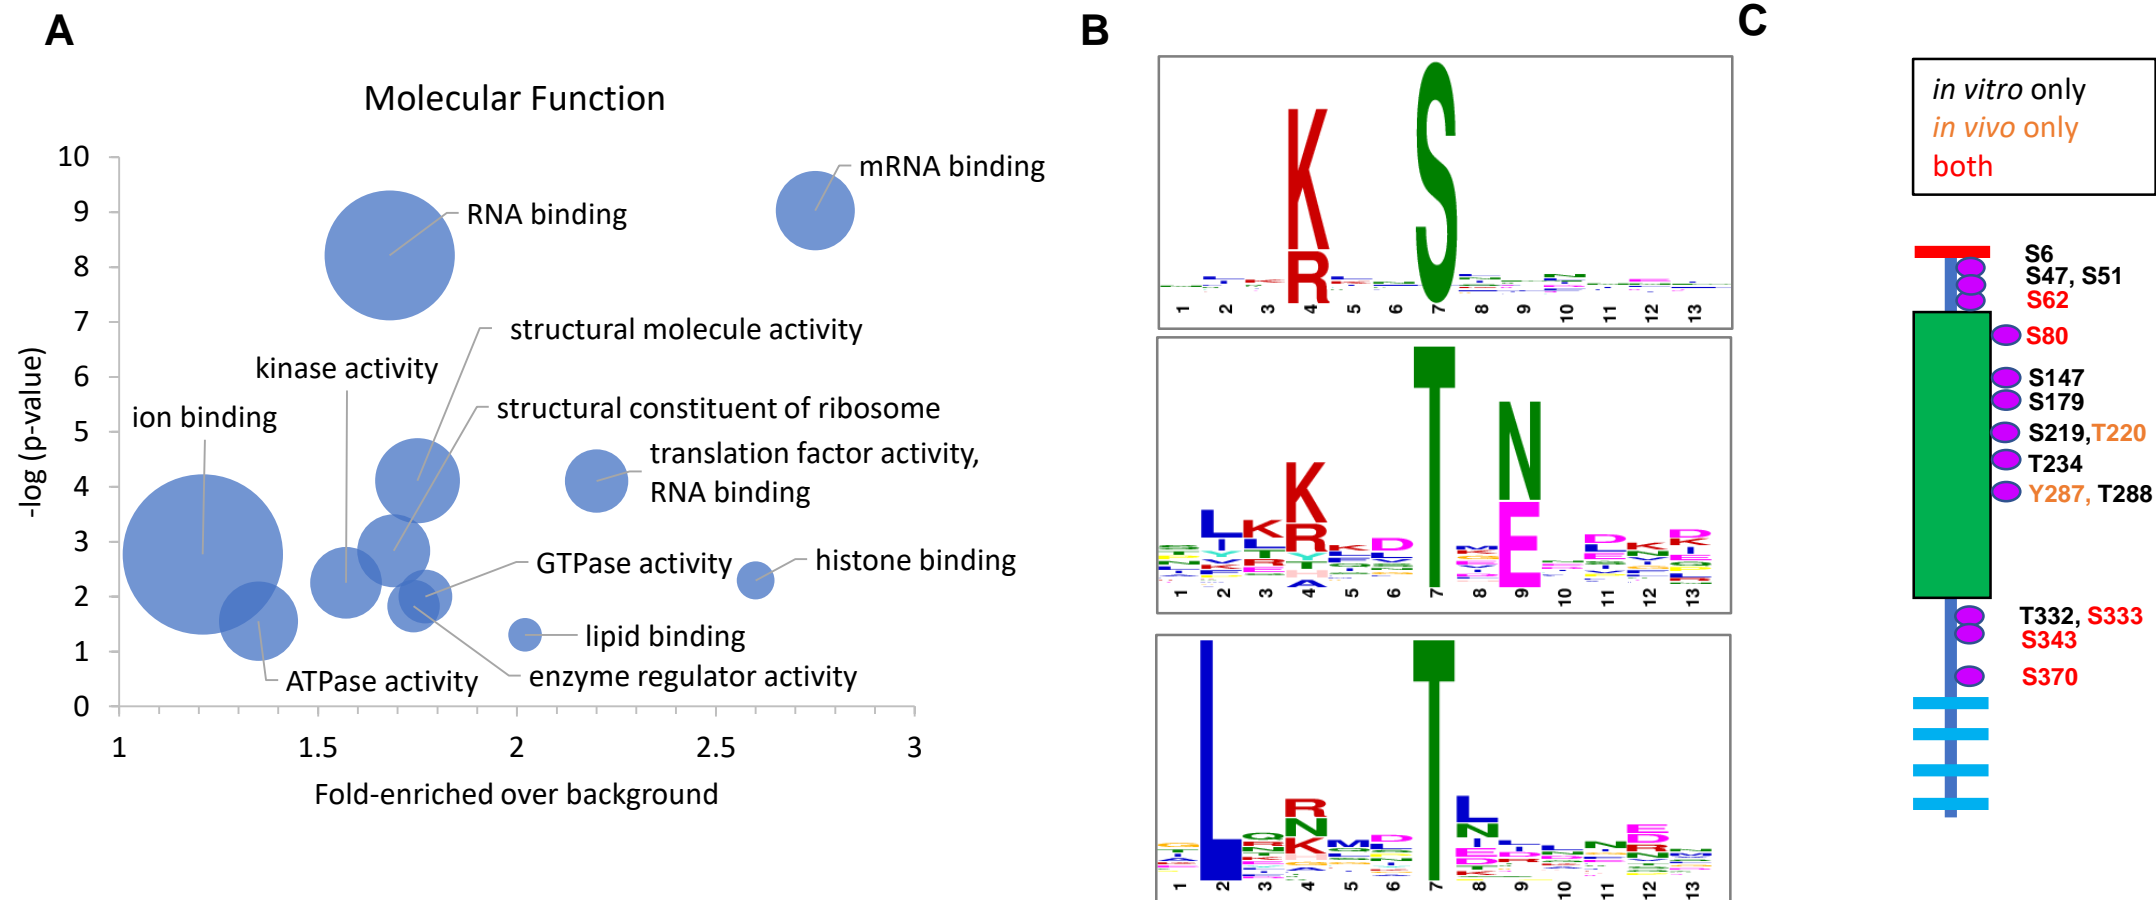 A
Molecular Function
10
9
8
7
6
5
4
3
2
1
0
-log (p-value)
mRNA binding
RNA binding
structural molecule activity
kinase activity
structural constituent of ribosome
ion binding
translation factor activity,
RNA binding
GTPase activity
histone binding
lipid binding
enzyme regulator activity
ATPase activity
1
1.5
2
2.5
3
Fold-enriched over background
B
K
R
S
1 2 3 4 5 6 7 8 9 10 11 12 13
L
K
K
R
K
D
T
N
E
D
K
D
1 2 3 4 5 6 7 8 9 10 11 12 13
L
R
N
K
M
D
T
L
N
E
D
1 2 3 4 5 6 7 8 9 10 11 12 13
C
in vitro only
in vivo only
both
S6
S47, S51
S62
S80
S147
S179
S219,T220
T234
Y287, T288
T332, S333
S343
S370